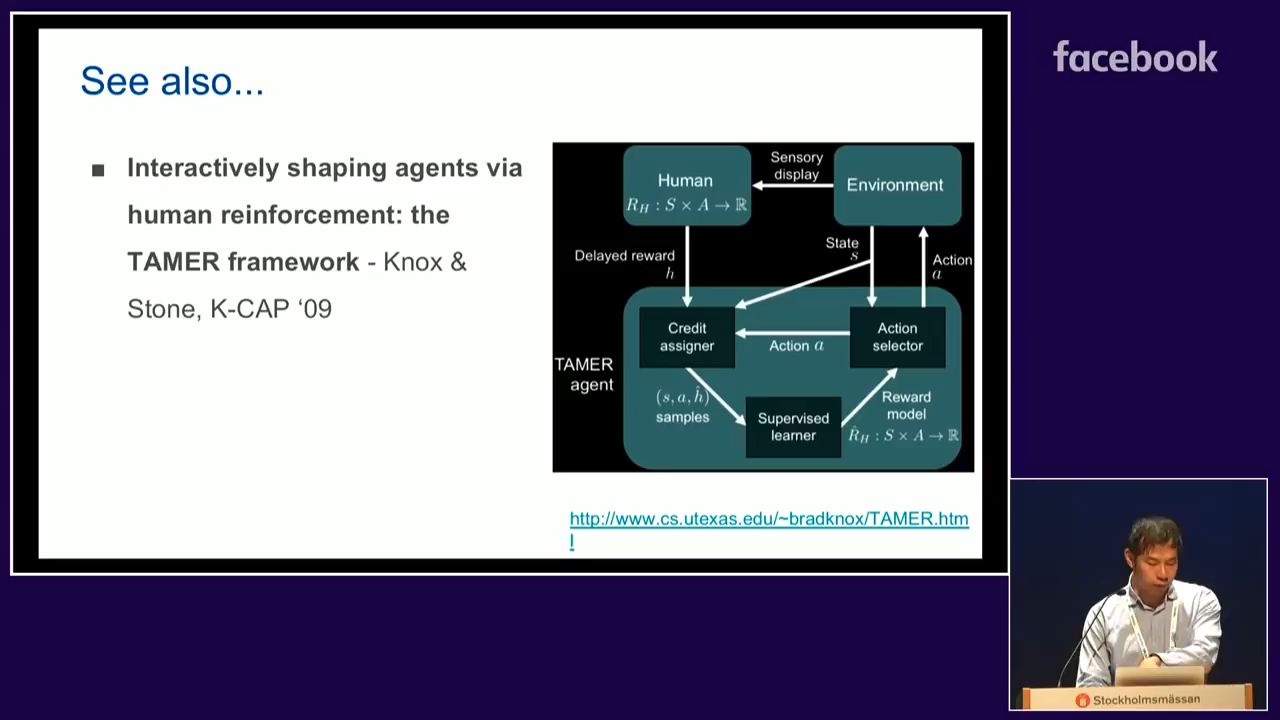 facebook
See also...
■ Interactively shaping agents via
human reinforcement: the
TAMER framework - Knox &
Stone, K-CAP ‘09
Human
R_H : S × A → ℝ
Sensory
display
Environment
Delayed reward
h
State
s
Action
a
Credit
assigner
Action a
Action
selector
TAMER
agent
(s, a, ĥ)
samples
Supervised
learner
Reward
model
R̂_H : S × A → ℝ
http://www.cs.utexas.edu/~bradknox/TAMER.htm
l
Stockholmsmässan